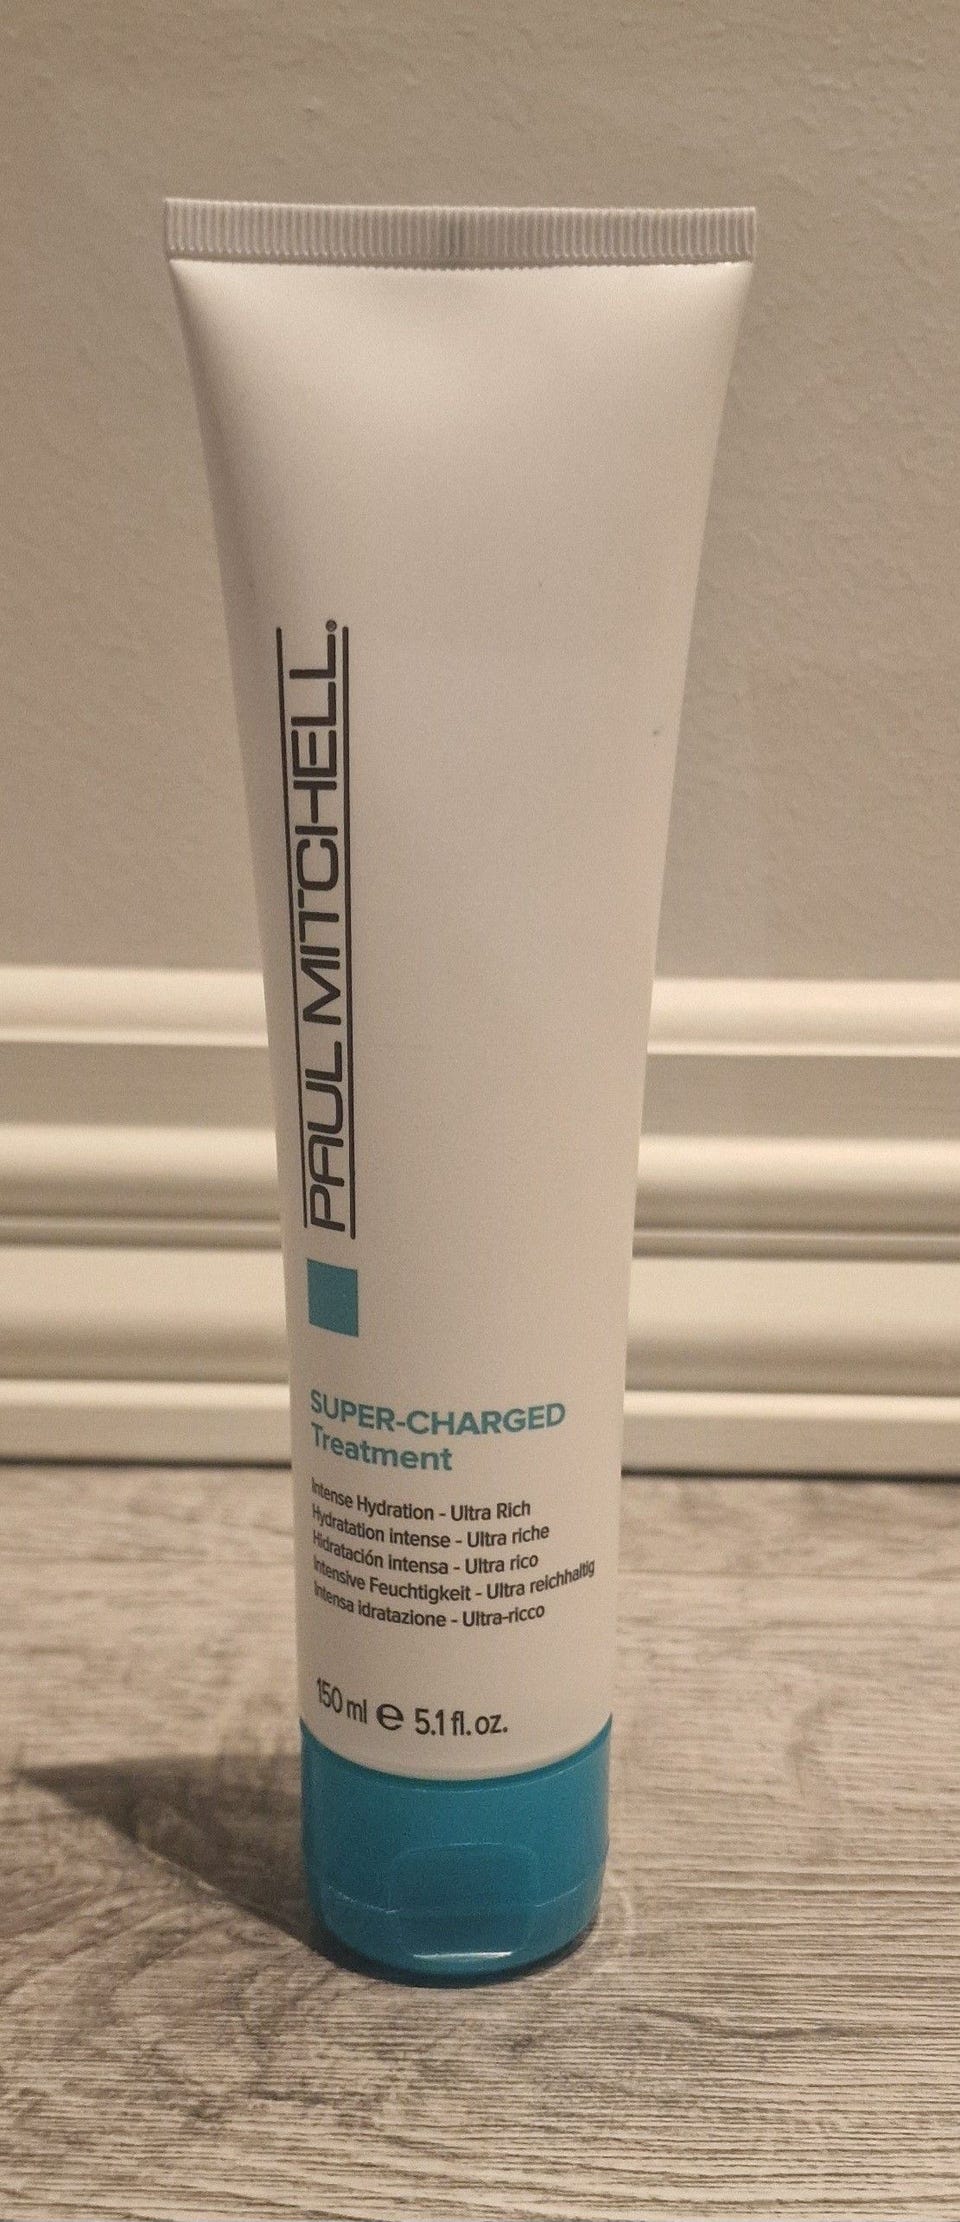 PAUL MITCHELL®
SUPER-CHARGED
Treatment
Intense Hydration - Ultra Rich
Hydratation intense - Ultra riche
Hidratación intensa - Ultra rico
Intensive Feuchtigkeit - Ultra reichhaltig
Intensa idratazione - Ultra-ricco
150 ml ℮ 5.1 fl. oz.